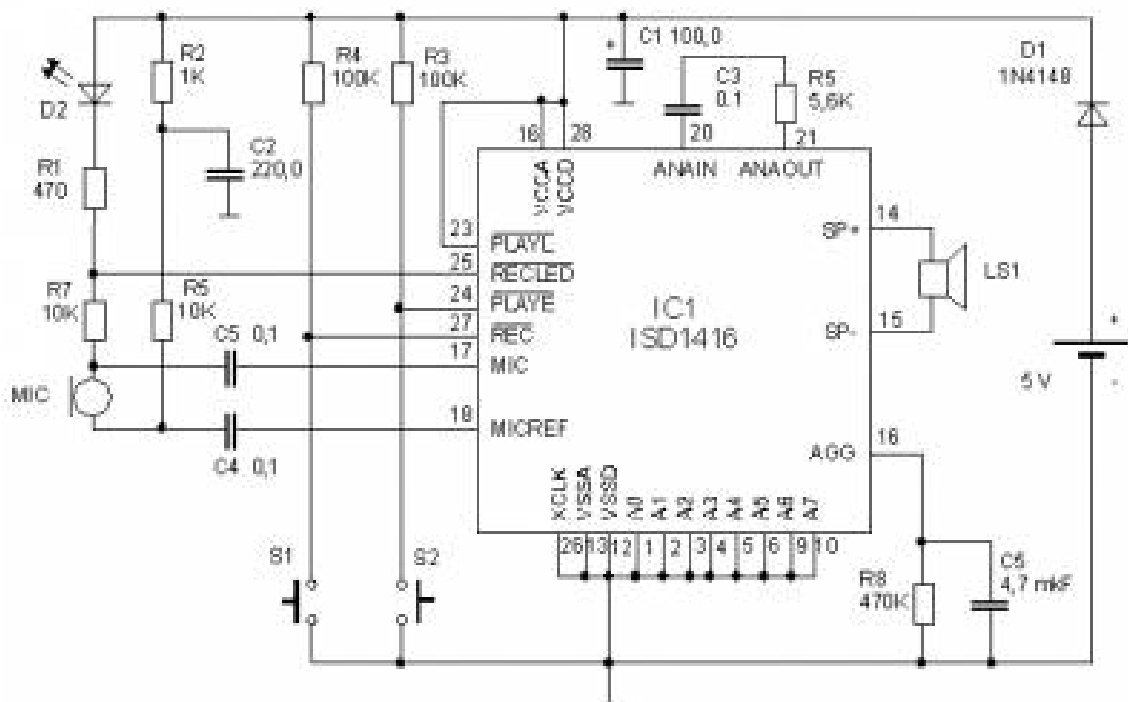 C1 100,0
D1
1N4148
R2
1K
R4
100K
R3
100K
C3
0.1
R5
5,6K
D2
C2
220,0
R1
470
16
28
20
21
VCCA
VCCD
ANAIN
ANAOUT
23
PLAYL
25
RECLED
24
PLAYE
27
REC
17
MIC
18
MICREF
IC1
ISD1416
SP+
14
LS1
SP-
15
R7
10K
R5
10K
C5 0,1
MIC
C4 0,1
+
5 V
-
AGG
16
XCLK
VSSA
VSSD
A1
A2
A3
A4
A5
A6
A7
26
13
12
1
2
3
4
5
6
9
10
S1
S2
R8
470K
C5
4,7 mkF